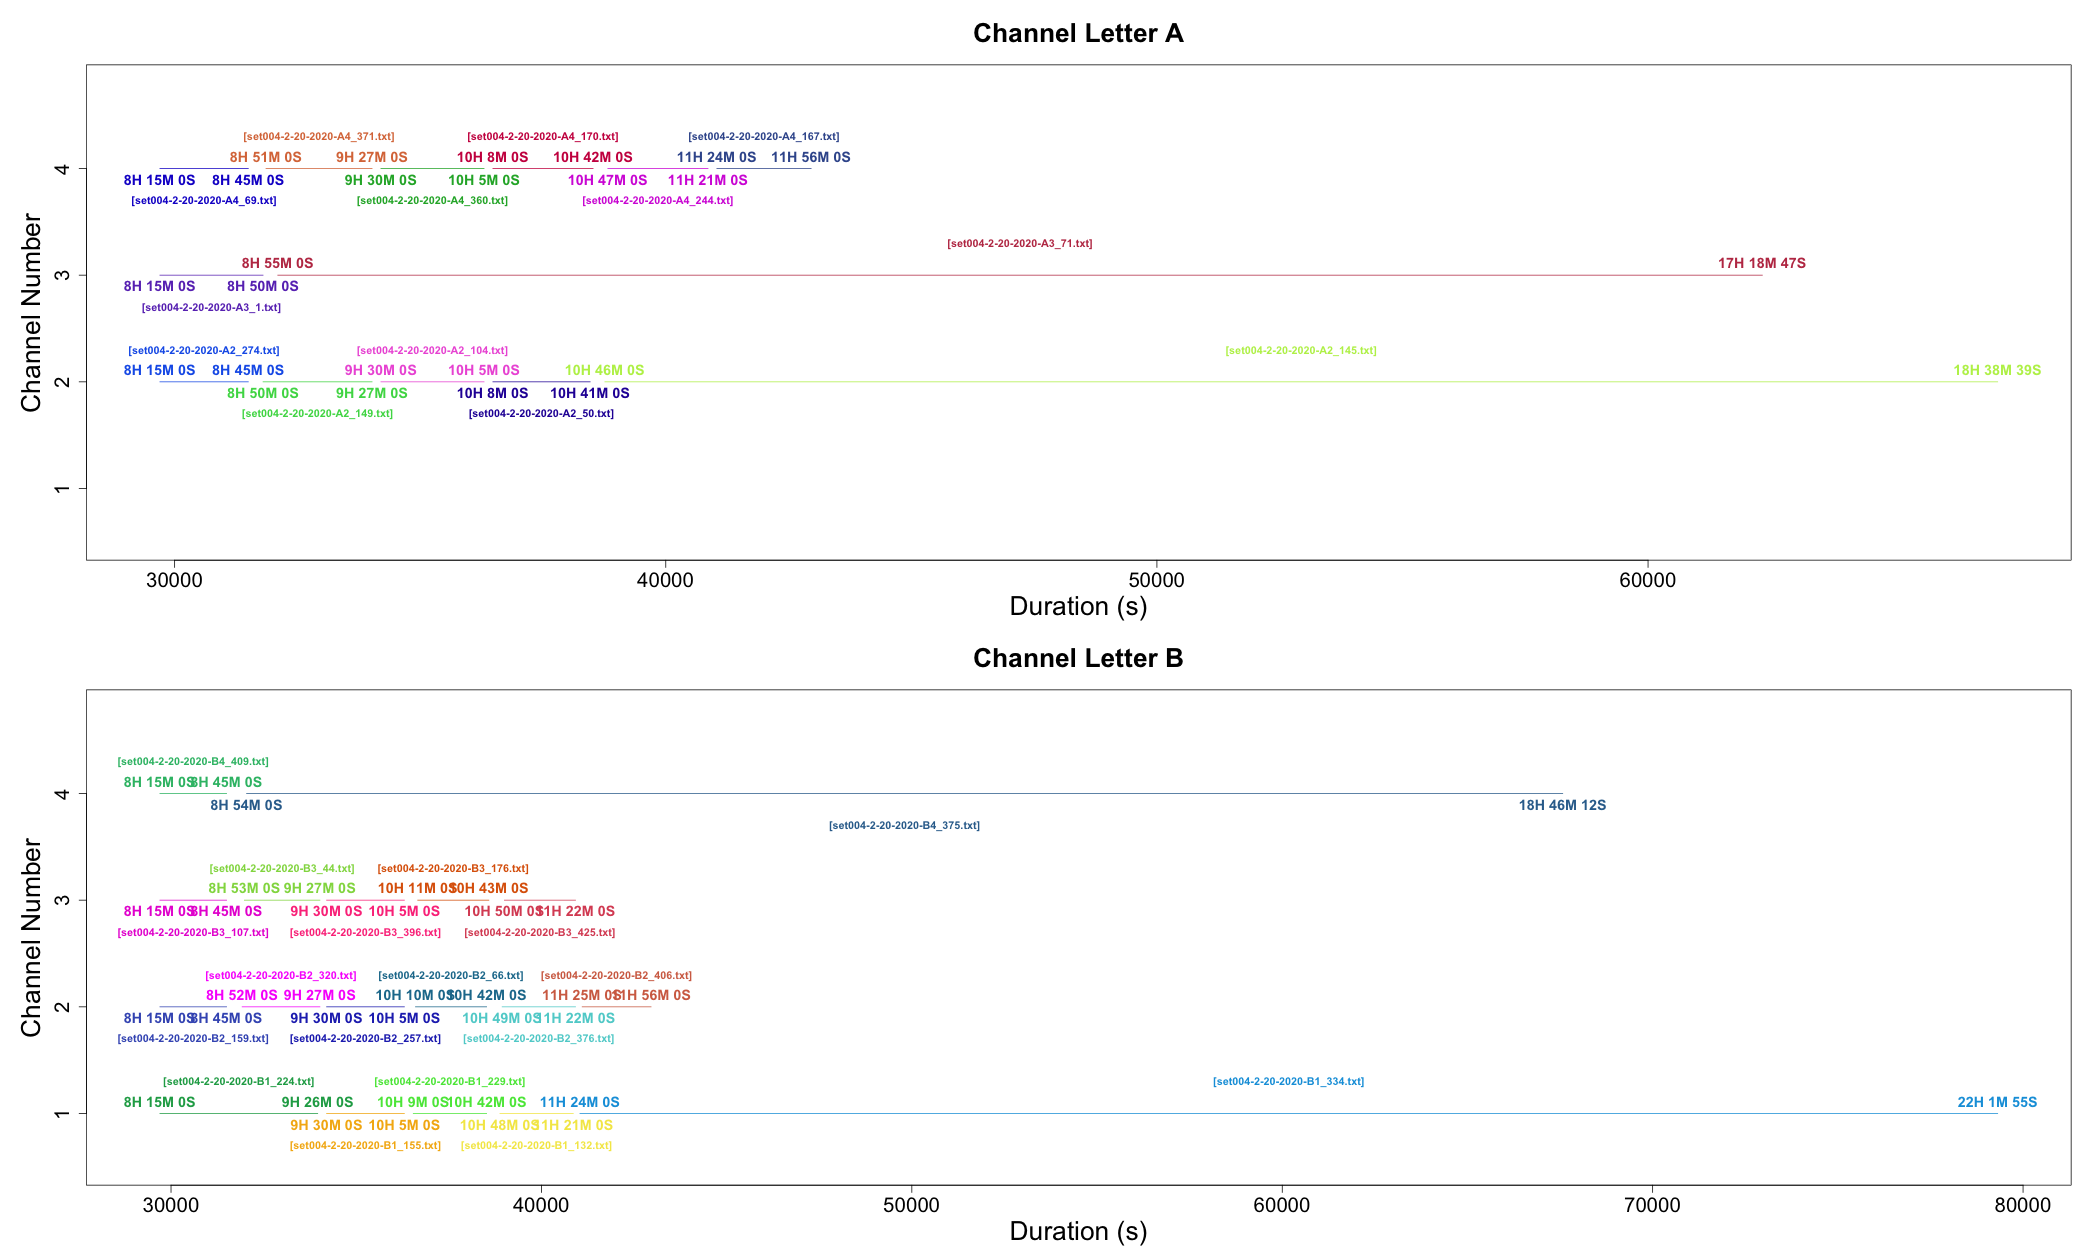 Channel Letter A
[set004-2-20-2020-A4_371.txt] [set004-2-20-2020-A4_170.txt] [set004-2-20-2020-A4_167.txt]
8H 51M 0S 9H 27M 0S 10H 8M 0S 10H 42M 0S 11H 24M 0S 11H 56M 0S
4
8H 15M 0S 8H 45M 0S 9H 30M 0S 10H 5M 0S 10H 47M 0S 11H 21M 0S
[set004-2-20-2020-A4_69.txt] [set004-2-20-2020-A4_360.txt] [set004-2-20-2020-A4_244.txt]
[set004-2-20-2020-A3_71.txt]
8H 55M 0S 17H 18M 47S
3
8H 15M 0S 8H 50M 0S
[set004-2-20-2020-A3_1.txt]
[set004-2-20-2020-A2_274.txt] [set004-2-20-2020-A2_104.txt] [set004-2-20-2020-A2_145.txt]
8H 15M 0S 8H 45M 0S 9H 30M 0S 10H 5M 0S 10H 46M 0S 18H 38M 39S
2
8H 50M 0S 9H 27M 0S 10H 8M 0S 10H 41M 0S
[set004-2-20-2020-A2_149.txt] [set004-2-20-2020-A2_50.txt]
1
Channel Number
30000 40000 50000 60000
Duration (s)
Channel Letter B
[set004-2-20-2020-B4_409.txt]
8H 15M 0S 8H 45M 0S
4
8H 54M 0S 18H 46M 12S
[set004-2-20-2020-B4_375.txt]
[set004-2-20-2020-B3_44.txt] [set004-2-20-2020-B3_176.txt]
8H 53M 0S 9H 27M 0S 10H 11M 0S 10H 43M 0S
3
8H 15M 0S 8H 45M 0S 9H 30M 0S 10H 5M 0S 10H 50M 0S 11H 22M 0S
[set004-2-20-2020-B3_107.txt] [set004-2-20-2020-B3_396.txt] [set004-2-20-2020-B3_425.txt]
[set004-2-20-2020-B2_320.txt] [set004-2-20-2020-B2_66.txt] [set004-2-20-2020-B2_406.txt]
8H 52M 0S 9H 27M 0S 10H 10M 0S 10H 42M 0S 11H 25M 0S 11H 56M 0S
2
8H 15M 0S 8H 45M 0S 9H 30M 0S 10H 5M 0S 10H 49M 0S 11H 22M 0S
[set004-2-20-2020-B2_159.txt] [set004-2-20-2020-B2_257.txt] [set004-2-20-2020-B2_376.txt]
[set004-2-20-2020-B1_224.txt] [set004-2-20-2020-B1_229.txt] [set004-2-20-2020-B1_334.txt]
8H 15M 0S 9H 26M 0S 10H 9M 0S 10H 42M 0S 11H 24M 0S 22H 1M 55S
1
9H 30M 0S 10H 5M 0S 10H 48M 0S 11H 21M 0S
[set004-2-20-2020-B1_155.txt] [set004-2-20-2020-B1_132.txt]
Channel Number
30000 40000 50000 60000 70000 80000
Duration (s)